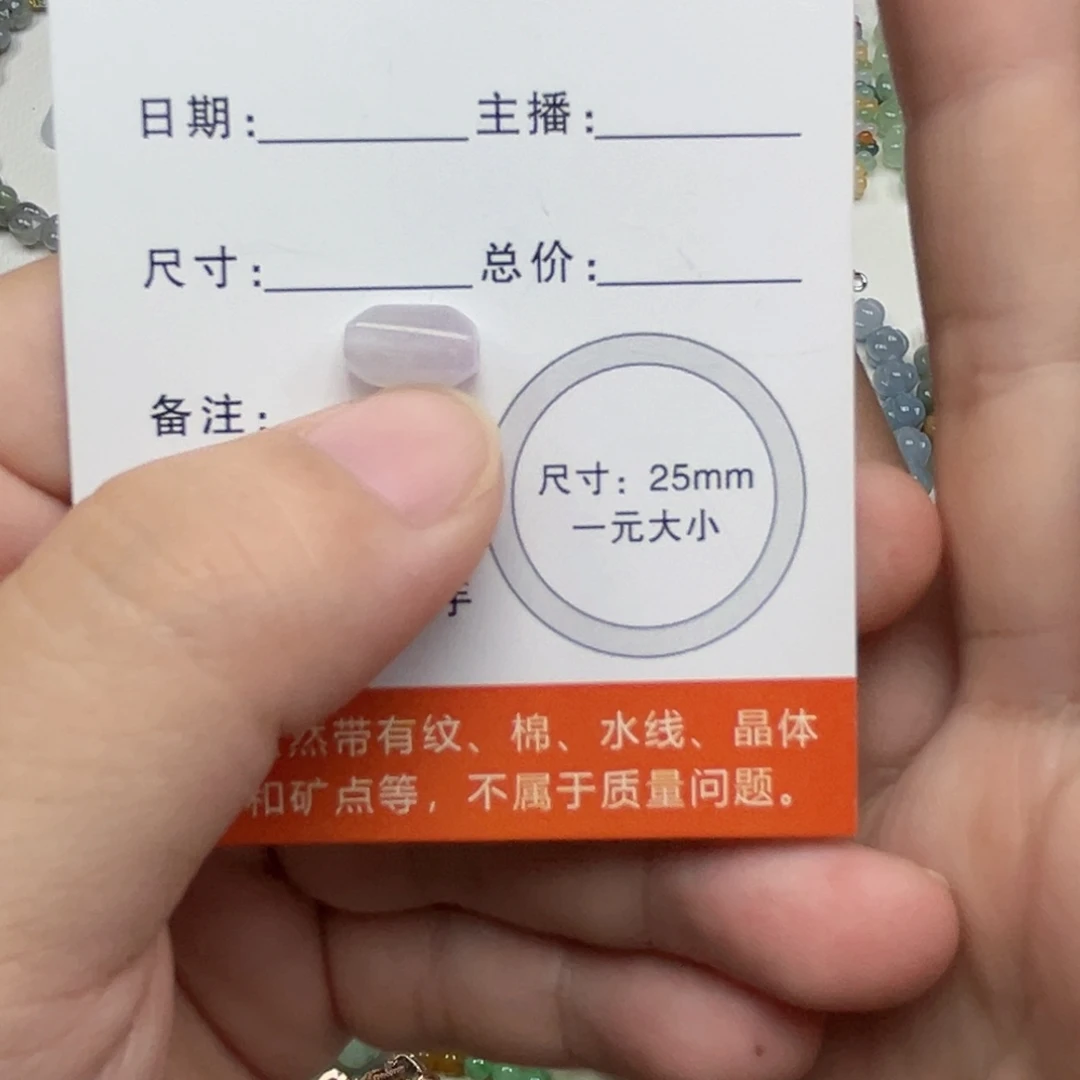 日期: 主播:
尺寸: 总价:
备注:
尺寸: 25mm
一元大小
然带有纹、棉、水线、晶体
和矿点等，不属于质量问题。